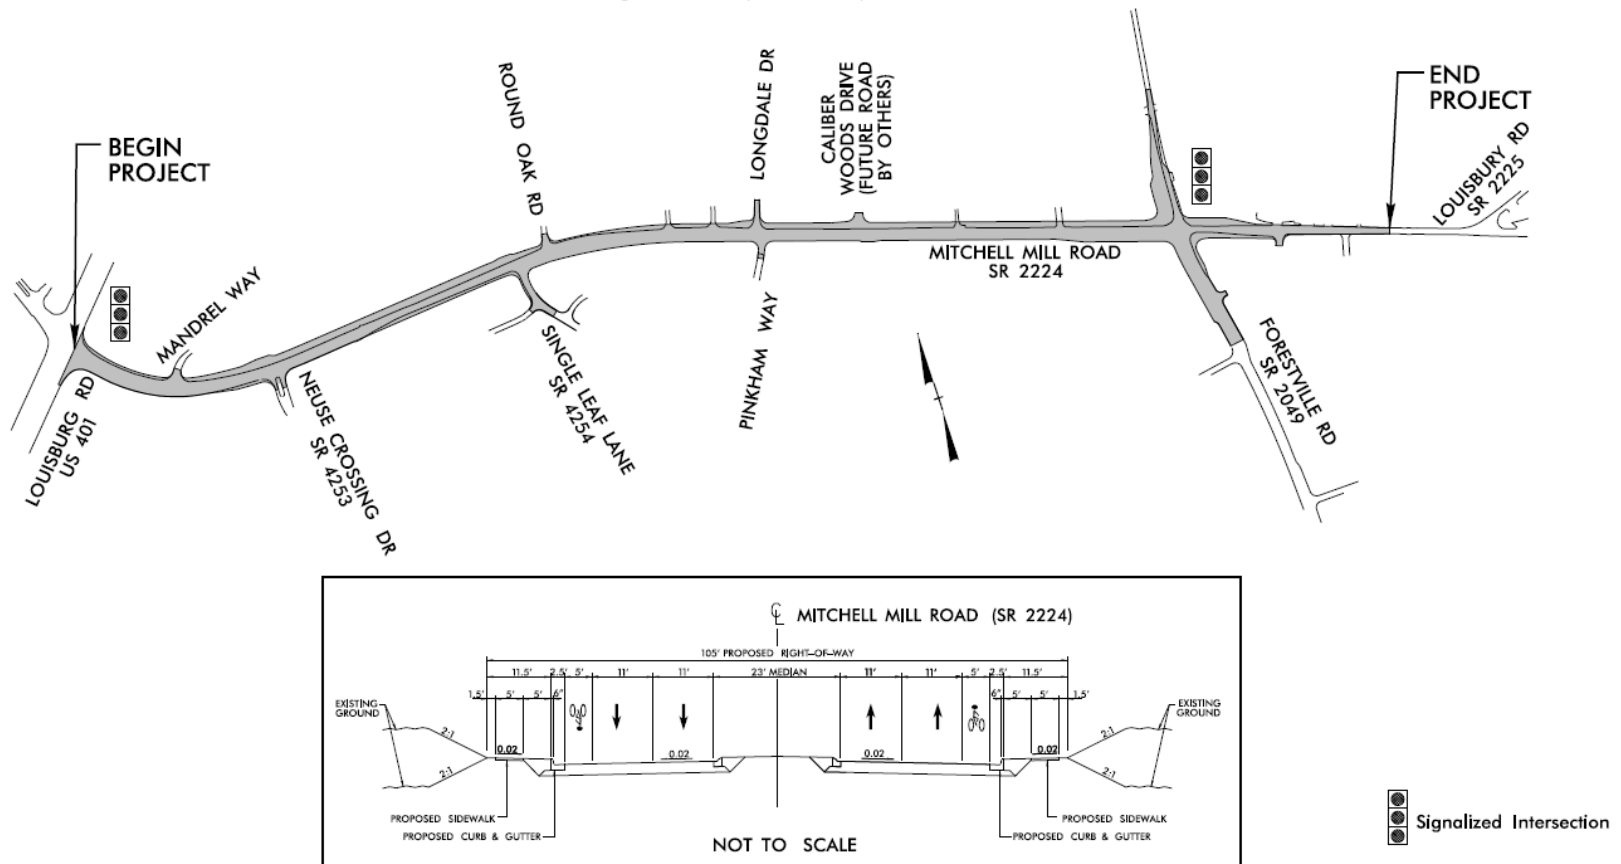 BEGIN
PROJECT
ROUND OAK RD
LONGDALE DR
CALIBER
WOODS DRIVE
(FUTURE ROAD
BY OTHERS)
END
PROJECT
LOUISBURY RD
SR 2225
MANDREL WAY
MITCHELL MILL ROAD
SR 2224
LOUISBURG RD
US 401
NEUSE CROSSING DR
SR 4253
SINGLE LEAF LANE
SR 4254
PINKHAM WAY
FORESTVILLE RD
SR 2049
CL MITCHELL MILL ROAD (SR 2224)
105' PROPOSED RIGHT-OF-WAY
11.5' 2.5' 5' 11' 11' 23' MEDIAN 11' 11' 5' 2.5' 11.5'
1.5' 5' 5' 6" 6" 5' 5' 1.5'
EXISTING
GROUND
EXISTING
GROUND
2:1 2:1
0.02 0.02 0.02 0.02
2:1 2:1
PROPOSED SIDEWALK PROPOSED SIDEWALK
PROPOSED CURB & GUTTER PROPOSED CURB & GUTTER
NOT TO SCALE
Signalized Intersection